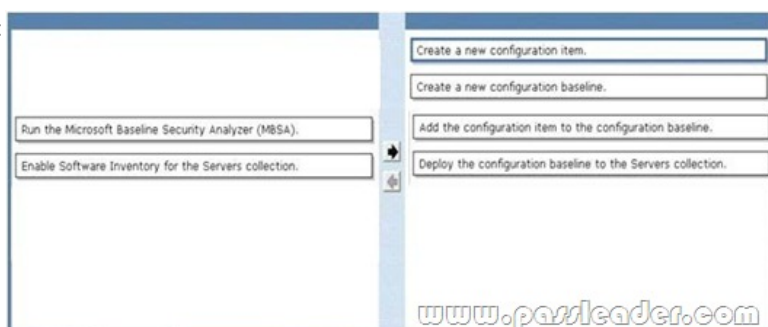 Create a new configuration item.
Create a new configuration baseline.
Run the Microsoft Baseline Security Analyzer (MBSA).
Add the configuration item to the configuration baseline.
Enable Software Inventory for the Servers collection.
Deploy the configuration baseline to the Servers collection.
www.passleader.com